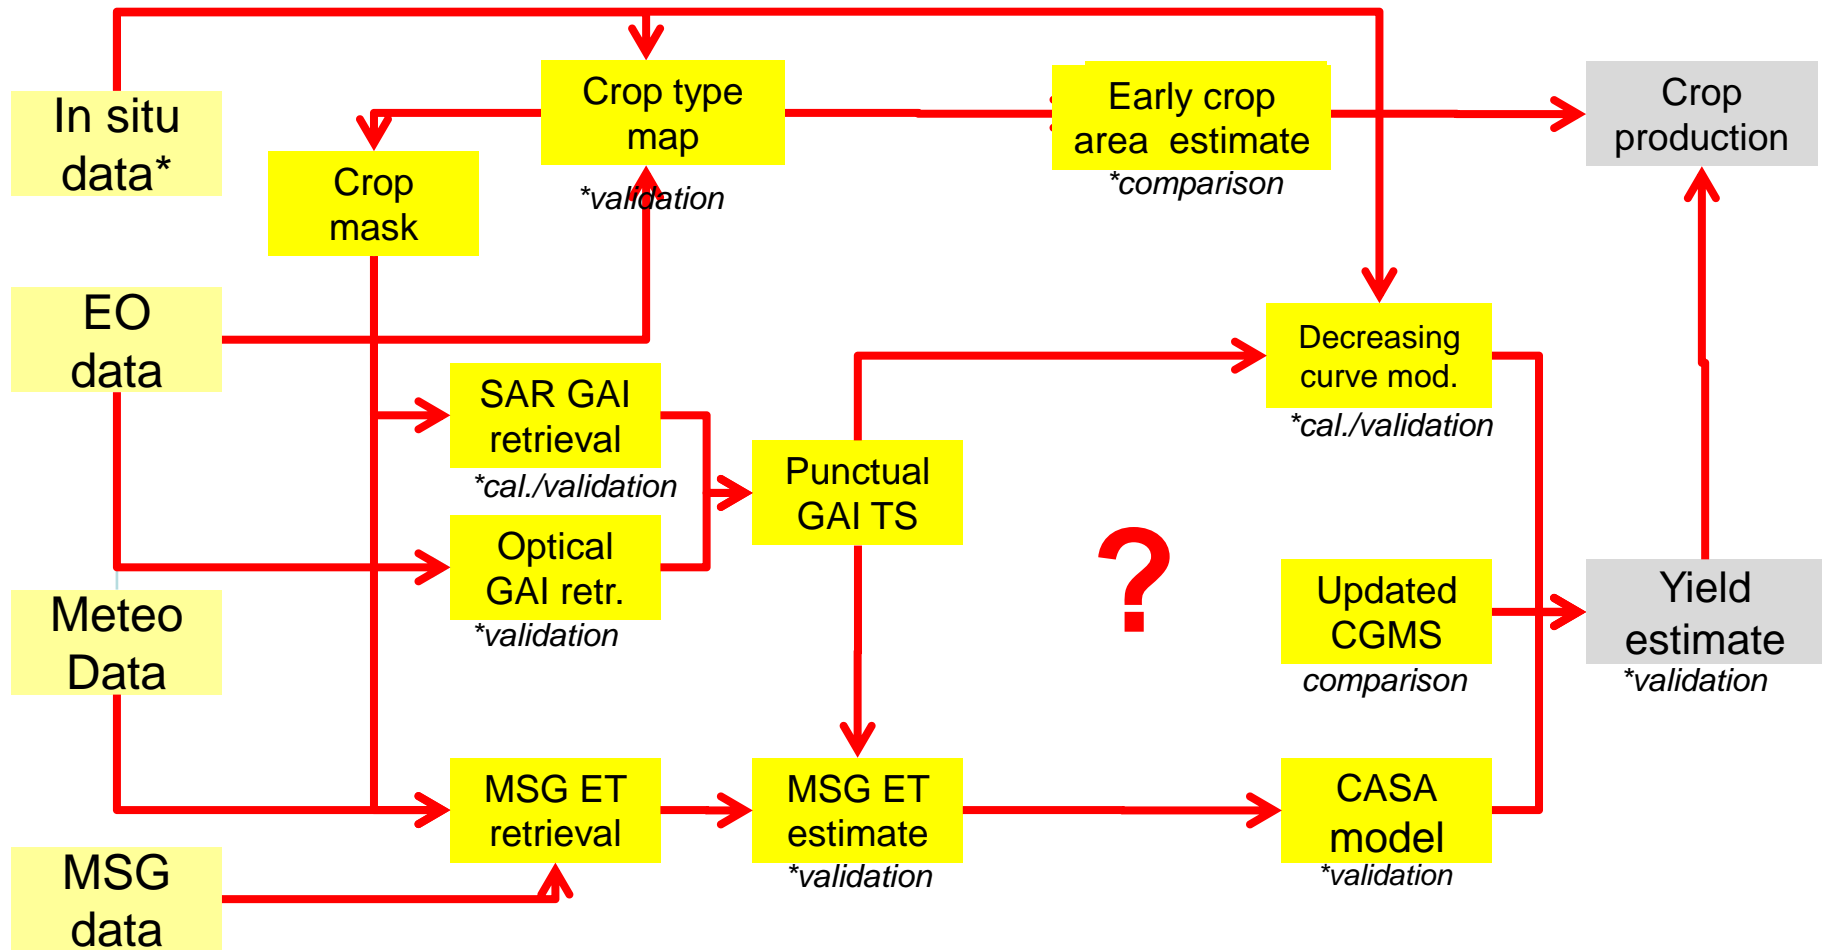 In situ
data*
Crop type
map
*validation
Early crop
area estimate
*comparison
Crop
production
Crop
mask
EO
data
SAR GAI
retrieval
*cal./validation
Decreasing
curve mod.
*cal./validation
Punctual
GAI TS
Optical
GAI retr.
*validation
?
Meteo
Data
Updated
CGMS
comparison
Yield
estimate
*validation
MSG ET
retrieval
MSG ET
estimate
*validation
CASA
model
*validation
MSG
data